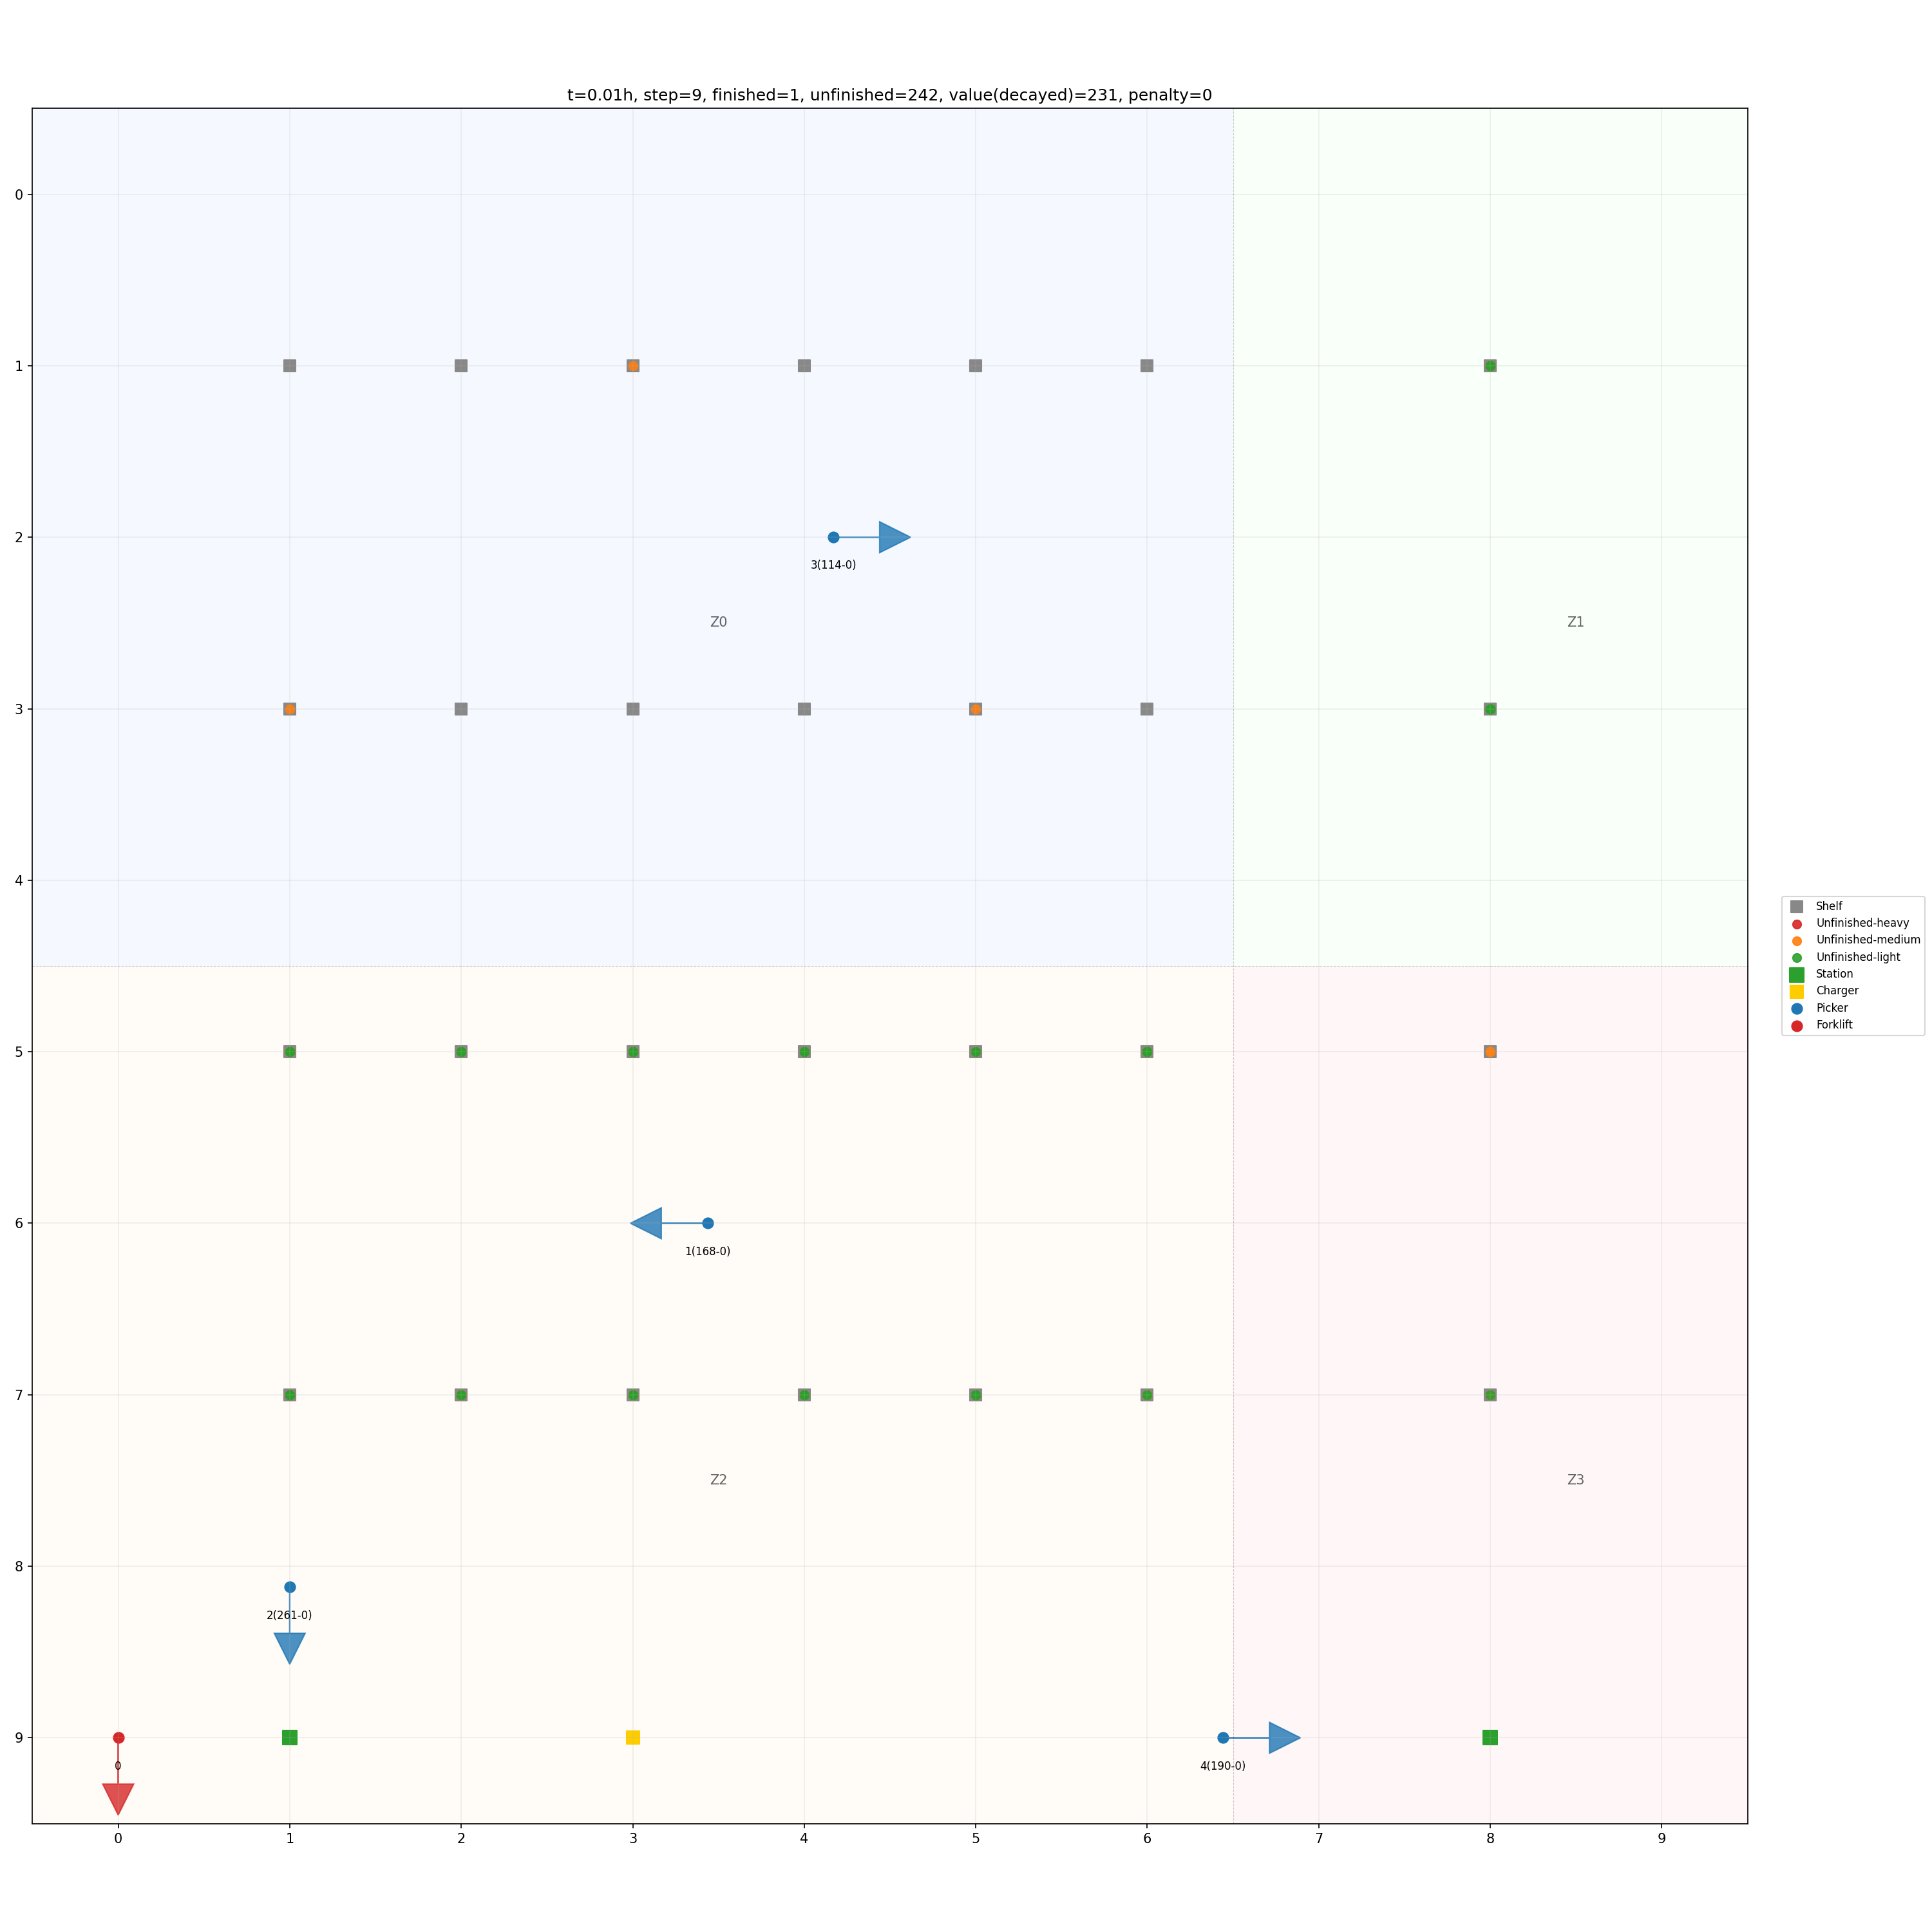 t=0.01h, step=9, finished=1, unfinished=242, value(decayed)=231, penalty=0
0
1
2
3
4
5
6
7
8
9
3(114-0)
Z0
Z1
1(168-0)
Z2
Z3
2(261-0)
0
4(190-0)
0 1 2 3 4 5 6 7 8 9
Shelf
Unfinished-heavy
Unfinished-medium
Unfinished-light
Station
Charger
Picker
Forklift